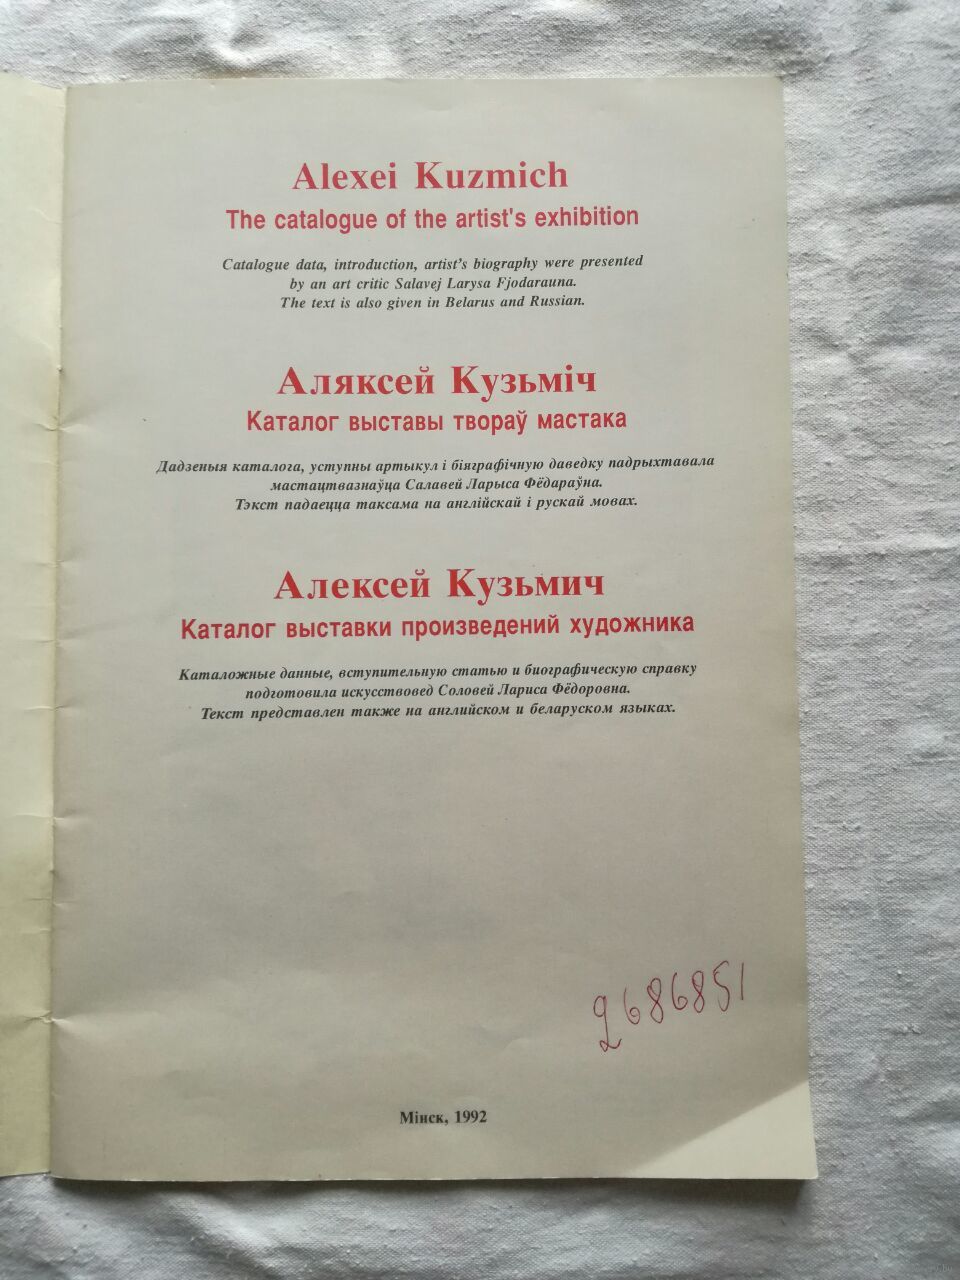 Alexei Kuzmich
The catalogue of the artist's exhibition
Catalogue data, introduction, artist's biography were presented
by an art critic Salavej Larysa Fjodarauna.
The text is also given in Belarus and Russian.
Аляксей Кузьміч
Каталог выставы твораў мастака
Дадзеныя каталога, уступны артыкул і біяграфічную даведку падрыхтавала
мастацтвазнаўца Салавей Ларыса Фёдараўна.
Тэкст падаецца таксама на англійскай і рускай мовах.
Алексей Кузьмич
Каталог выставки произведений художника
Каталожные данные, вступительную статью и биографическую справку
подготовила искусствовед Соловей Лариса Фёдоровна.
Текст представлен также на английском и беларуском языках.
2686851
Мінск, 1992